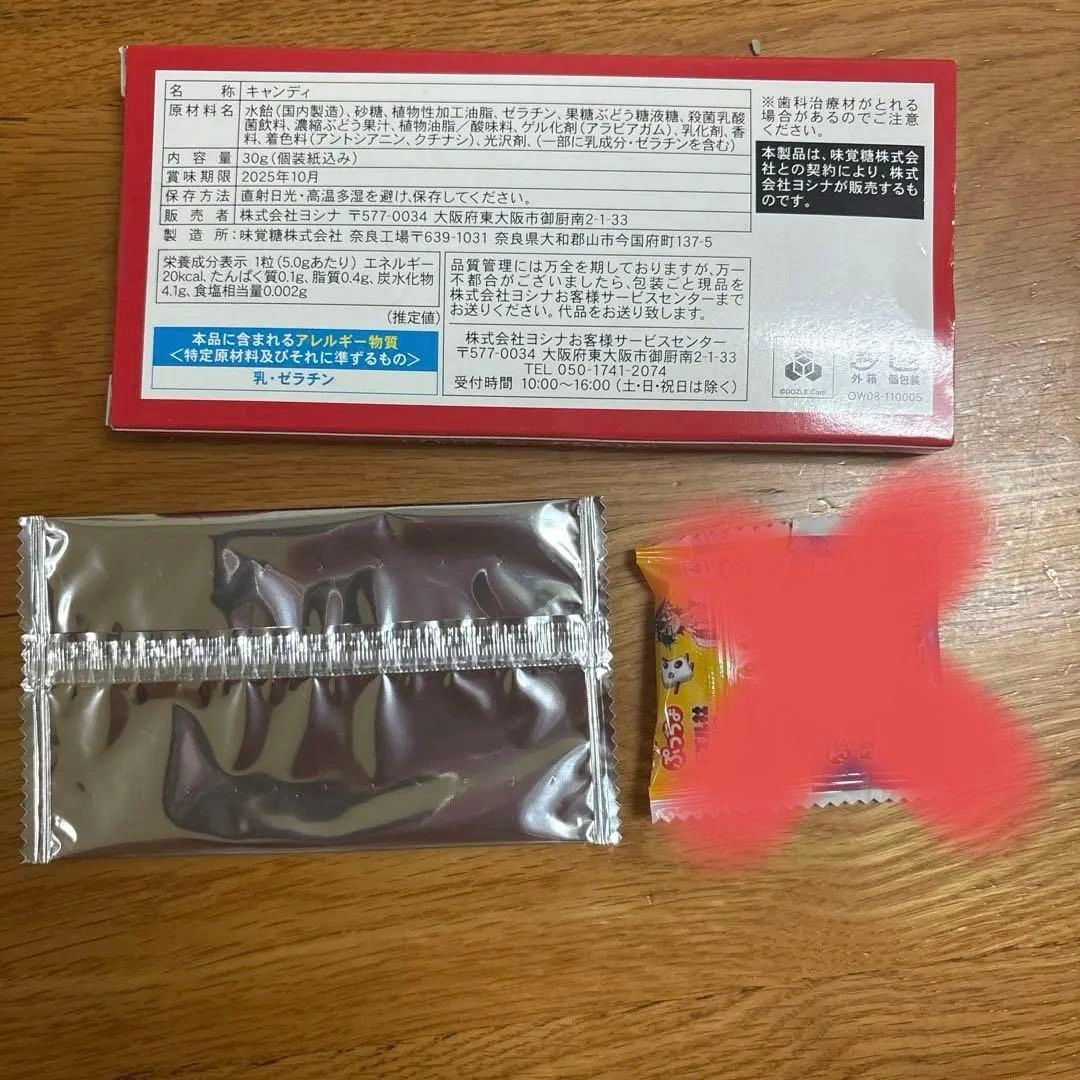 名称 キャンディ
原材料名 水飴(国内製造)、砂糖、植物性加工油脂、ゼラチン、果糖ぶどう糖液糖、殺菌乳酸
菌飲料、濃縮ぶどう果汁、植物油脂/酸味料、ゲル化剤(アラビアガム)、乳化剤、香
料、着色料(アントシアニン、クチナシ)、光沢剤、(一部に乳成分・ゼラチンを含む)
内容量 30g(個装紙込み)
賞味期限 2025年10月
保存方法 直射日光・高温多湿を避け、保存してください。
販売者 株式会社ヨシナ 〒577-0034 大阪府東大阪市御厨南2-1-33
製造所:味覚糖株式会社 奈良工場〒639-1031 奈良県大和郡山市今国府町137-5
※歯科治療材がとれる
場合があるのでご注意
ください。
本製品は、味覚糖株式会
社との契約により、株式
会社ヨシナが販売するも
のです。
栄養成分表示 1粒(5.0gあたり) エネルギー
20kcal、たんぱく質0.1g、脂質0.4g、炭水化物
4.1g、食塩相当量0.002g
(推定値)
本品に含まれるアレルギー物質
<特定原材料及びそれに準ずるもの>
乳・ゼラチン
品質管理には万全を期しておりますが、万一
不都合がございましたら、包装ごと現品を
株式会社ヨシナお客様サービスセンターまで
お送りください。代品をお送り致します。
株式会社ヨシナお客様サービスセンター
〒577-0034 大阪府東大阪市御厨南2-1-33
TEL 050-1741-2074
受付時間 10:00〜16:00 (土・日・祝日は除く)
©DOZLE Corp.
外箱 個包装
OW08-110005
ぷっちょ